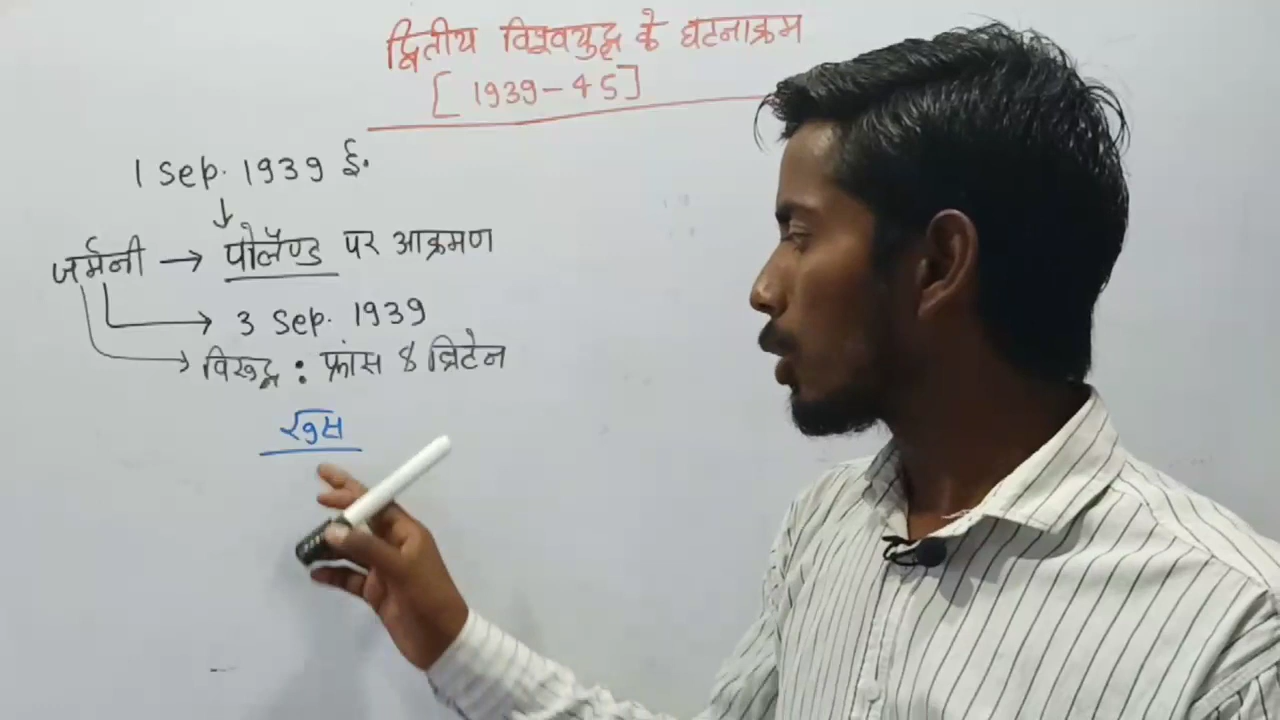 द्वितीय विश्वयुद्ध के घटनाक्रम
[1939-45]
1 Sep. 1939 ई.
↓
जर्मनी → पोलैण्ड पर आक्रमण
→ 3 Sep. 1939
→ विरूद्ध : फ्रांस & ब्रिटेन
रूस